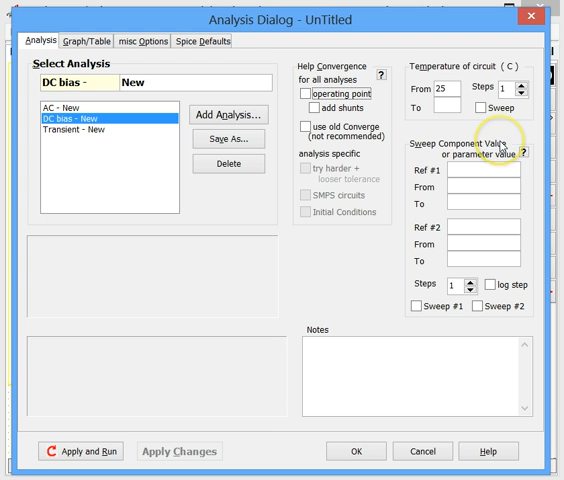 Analysis Dialog - UnTitled
Analysis
Graph/Table
misc Options
Spice Defaults
Select Analysis
DC bias - New
AC - New
DC bias - New
Transient - New
Add Analysis...
Save As...
Delete
Help Convergence
for all analyses
?
operating point
add shunts
use old Converge
(not recommended)
analysis specific
try harder +
looser tolerance
SMPS circuits
Initial Conditions
Temperature of circuit ( C )
From 25 Steps 1
To
Sweep
Sweep Component Value
or parameter value ?
Ref #1
From
To
Ref #2
From
To
Steps 1
log step
Sweep #1
Sweep #2
Notes
Apply and Run
Apply Changes
OK
Cancel
Help